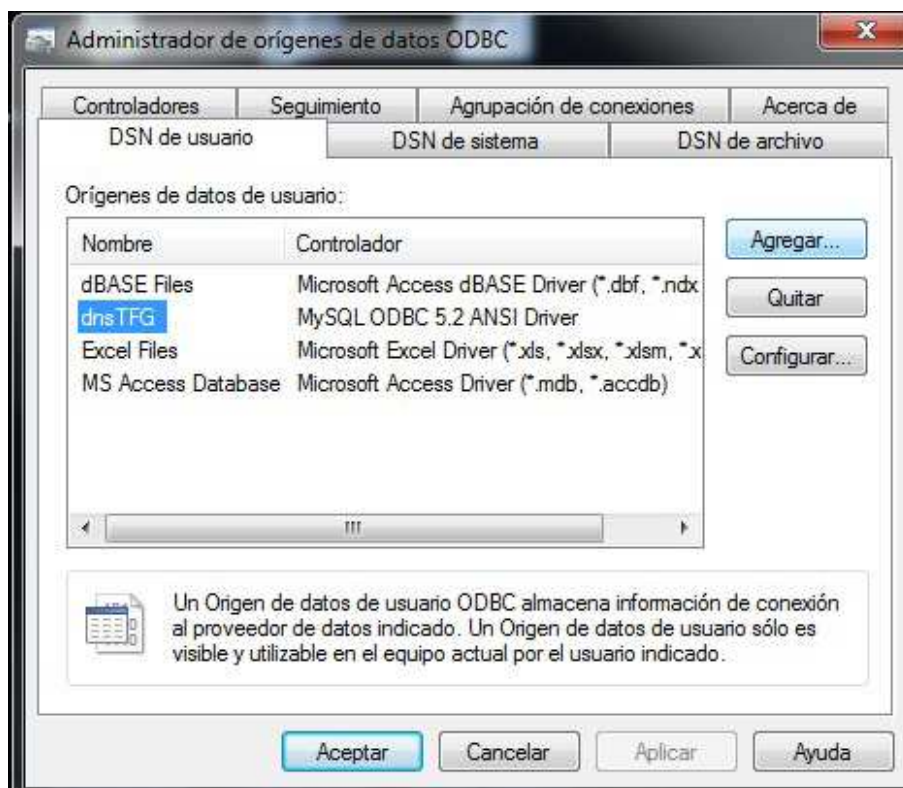 Administrador de orígenes de datos ODBC
Controladores Seguimiento Agrupación de conexiones Acerca de
DSN de usuario DSN de sistema DSN de archivo
Orígenes de datos de usuario:
Nombre Controlador
dBASE Files Microsoft Access dBASE Driver (*.dbf, *.ndx
dnsTFG MySQL ODBC 5.2 ANSI Driver
Excel Files Microsoft Excel Driver (*.xls, *.xlsx, *.xlsm, *.x
MS Access Database Microsoft Access Driver (*.mdb, *.accdb)
Agregar...
Quitar
Configurar...
Un Origen de datos de usuario ODBC almacena información de conexión
al proveedor de datos indicado. Un Origen de datos de usuario sólo es
visible y utilizable en el equipo actual por el usuario indicado.
Aceptar Cancelar Aplicar Ayuda